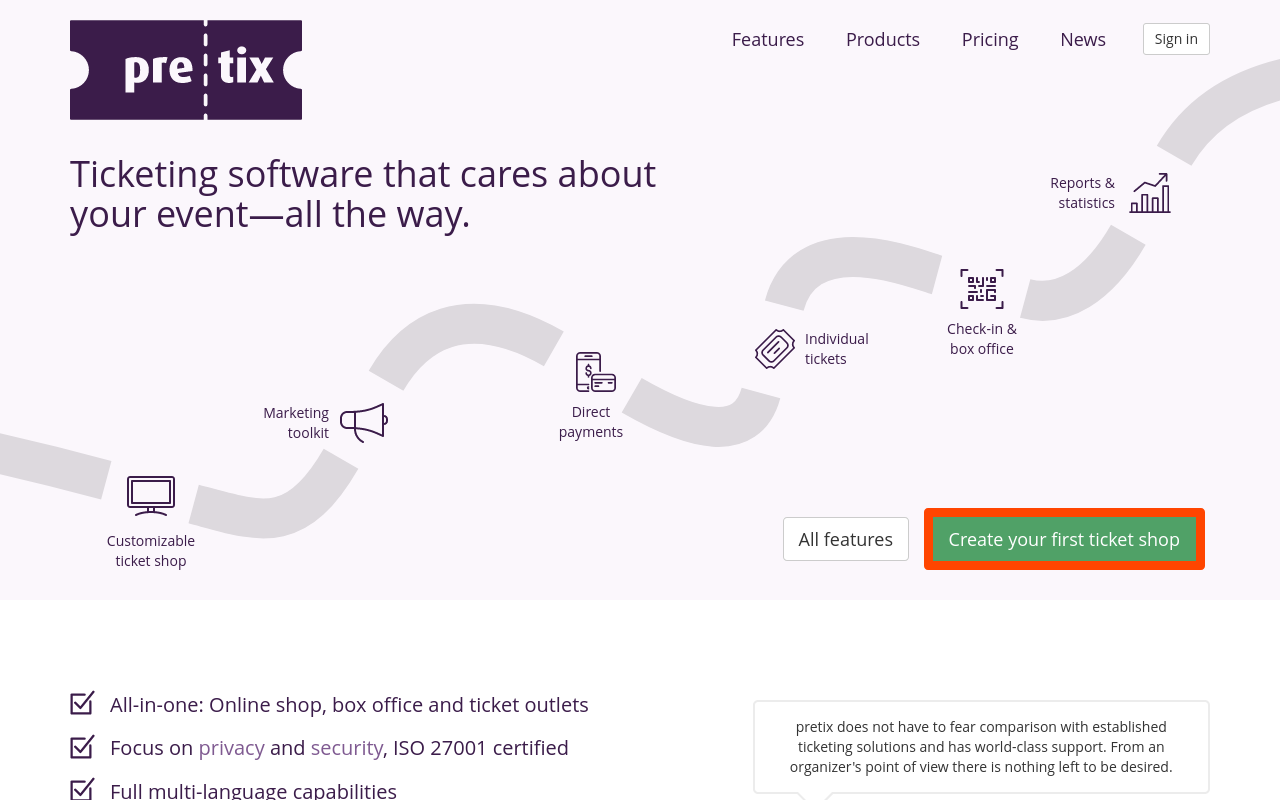 pre tix
Features
Products
Pricing
News
Sign in
Ticketing software that cares about
your event—all the way.
Reports &
statistics
Check-in &
box office
Individual
tickets
Direct
payments
Marketing
toolkit
Customizable
ticket shop
All features
Create your first ticket shop
All-in-one: Online shop, box office and ticket outlets
Focus on privacy and security, ISO 27001 certified
Full multi-language capabilities
pretix does not have to fear comparison with established
ticketing solutions and has world-class support. From an
organizer's point of view there is nothing left to be desired.